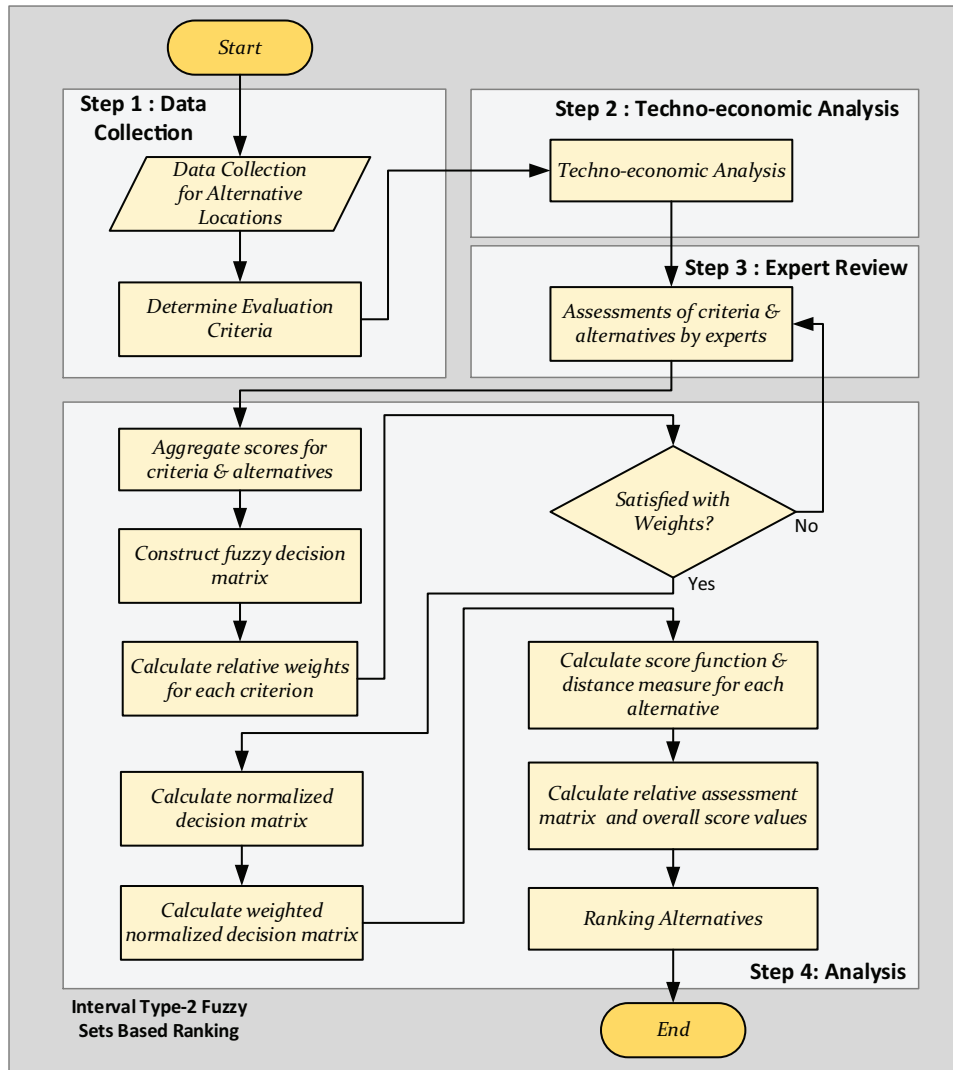 Start
Step 1 : Data
Collection
Data Collection
for Alternative
Locations
Determine Evaluation
Criteria
Step 2 : Techno-economic Analysis
Techno-economic Analysis
Step 3 : Expert Review
Assessments of criteria &
alternatives by experts
Aggregate scores for
criteria & alternatives
Construct fuzzy decision
matrix
Calculate relative weights
for each criterion
Satisfied with
Weights?
No
Yes
Calculate normalized
decision matrix
Calculate weighted
normalized decision matrix
Calculate score function &
distance measure for each
alternative
Calculate relative assessment
matrix and overall score values
Ranking Alternatives
Step 4: Analysis
Interval Type-2 Fuzzy
Sets Based Ranking
End